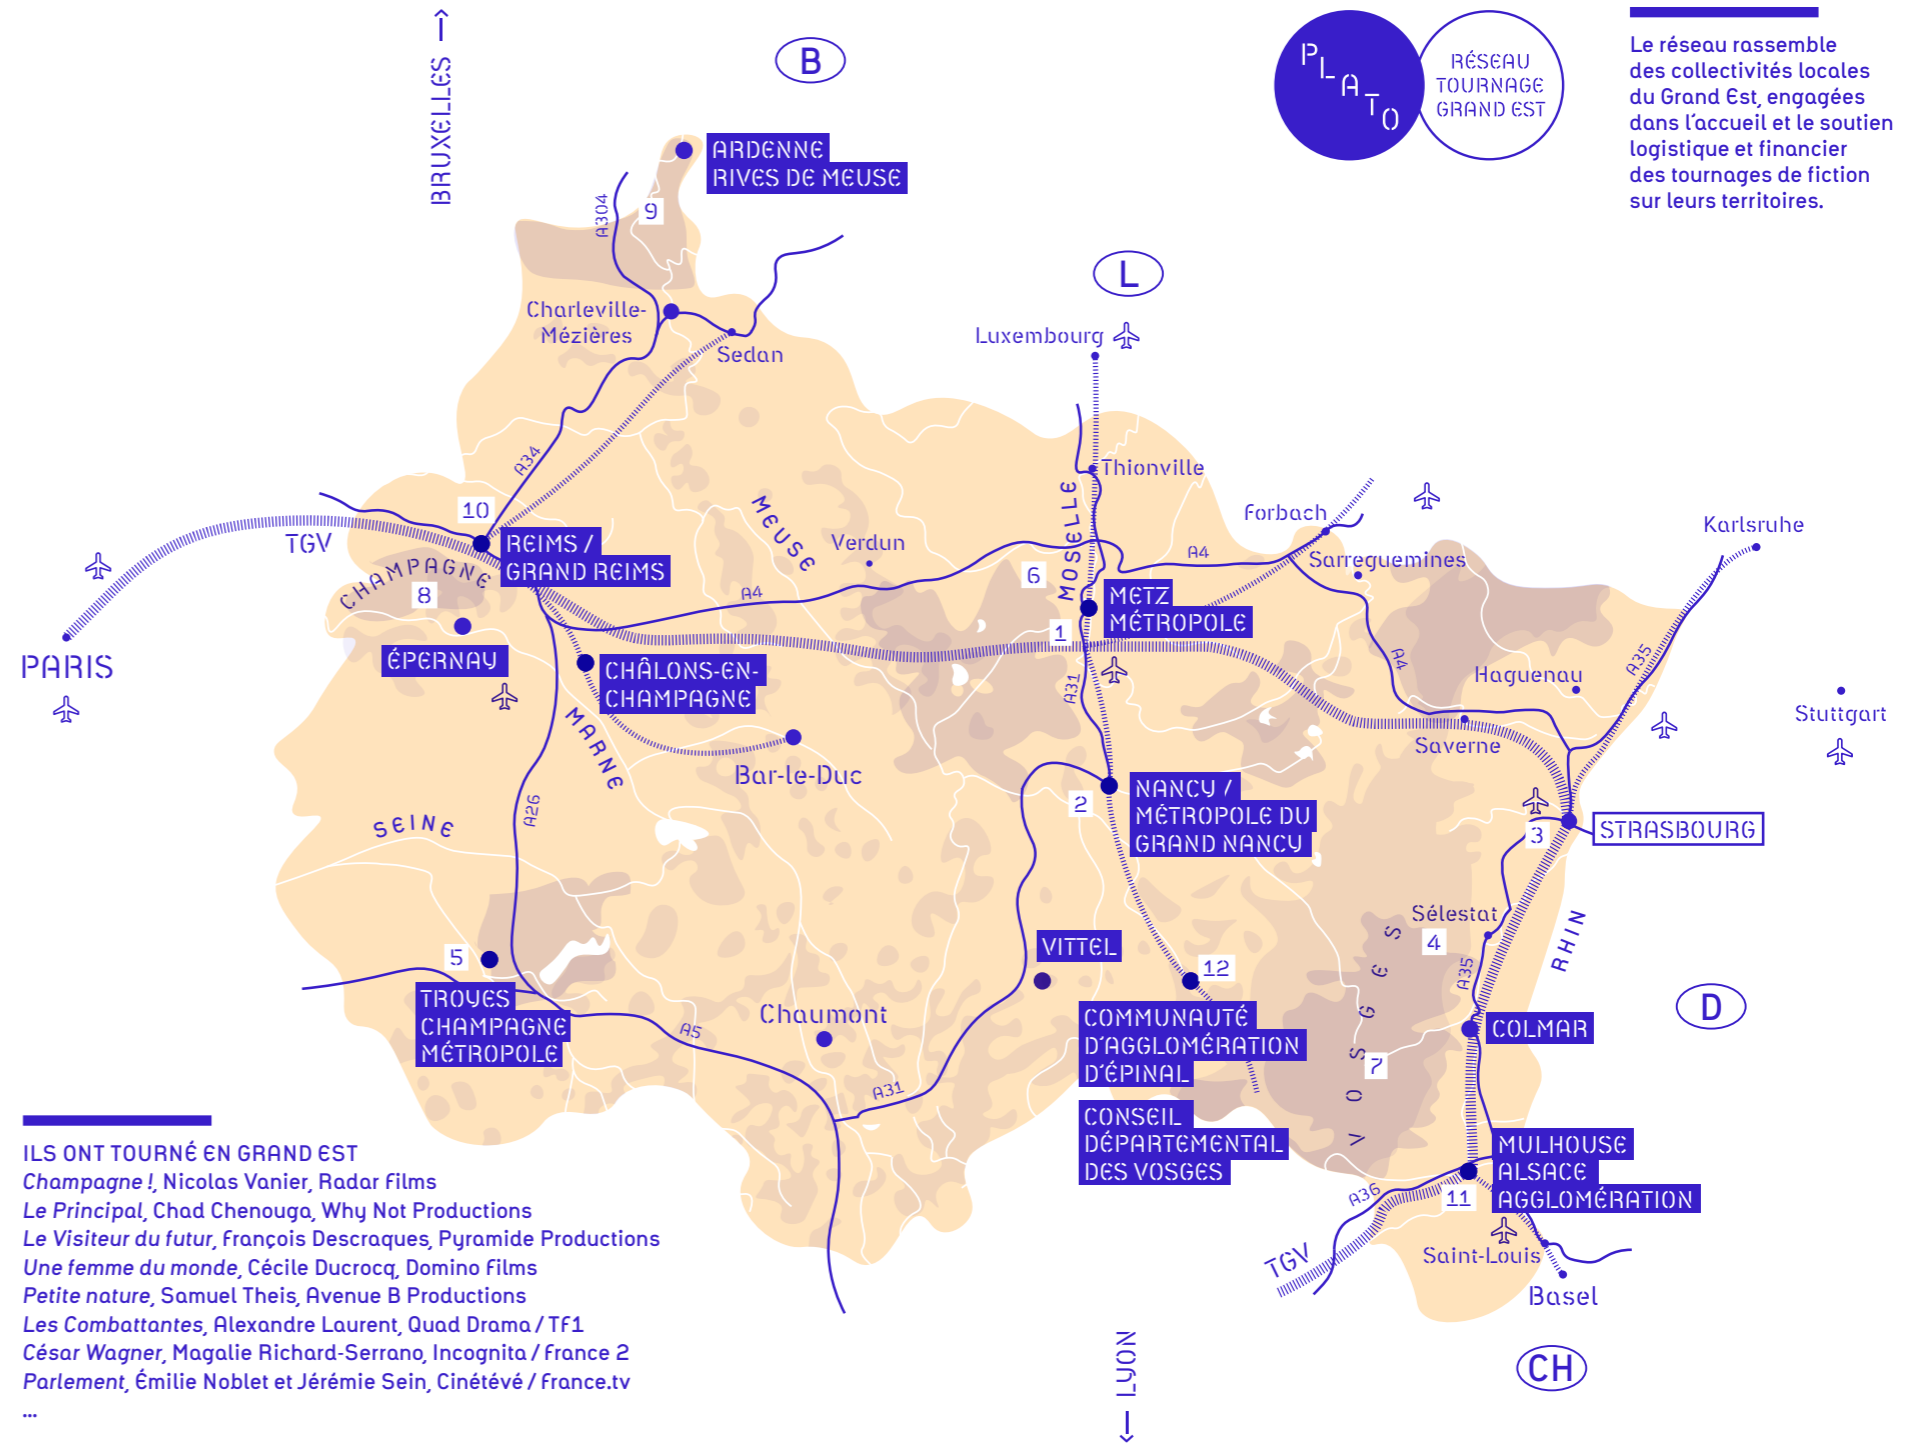 BRUXELLES
B
PLATO
RÉSEAU
TOURNAGE
GRAND EST
Le réseau rassemble
des collectivités locales
du Grand Est, engagées
dans l'accueil et le soutien
logistique et financier
des tournages de fiction
sur leurs territoires.
ARDENNE
RIVES DE MEUSE
A304
9
L
Charleville-
Mézières
Sedan
Luxembourg
A34
Thionville
MOSELLE
MEUSE
Verdun
Forbach
Sarreguemines
Karlsruhe
10
TGV
REIMS /
GRAND REIMS
CHAMPAGNE
8
A4
A4
6
METZ
MÉTROPOLE
1
PARIS
ÉPERNAY
CHÂLONS-EN-
CHAMPAGNE
MARNE
Bar-le-Duc
A31
A4
Haguenau
A35
Saverne
Stuttgart
SEINE
A26
2
NANCY /
MÉTROPOLE DU
GRAND NANCY
3
STRASBOURG
Sélestat
4
RHIN
VITTEL
12
5
TROYES
CHAMPAGNE
MÉTROPOLE
Chaumont
A5
A31
COMMUNAUTÉ
D'AGGLOMÉRATION
D'ÉPINAL
CONSEIL
DÉPARTEMENTAL
DES VOSGES
VOSGES
7
A35
COLMAR
D
MULHOUSE
ALSACE
AGGLOMÉRATION
A36
11
TGV
Saint-Louis
Basel
CH
LYON
ILS ONT TOURNÉ EN GRAND EST
Champagne !, Nicolas Vanier, Radar Films
Le Principal, Chad Chenouga, Why Not Productions
Le Visiteur du futur, François Descraques, Pyramide Productions
Une femme du monde, Cécile Ducrocq, Domino Films
Petite nature, Samuel Theis, Avenue B Productions
Les Combattantes, Alexandre Laurent, Quad Drama / TF1
César Wagner, Magalie Richard-Serrano, Incognita / France 2
Parlement, Émilie Noblet et Jérémie Sein, Cinétévé / France.tv
...